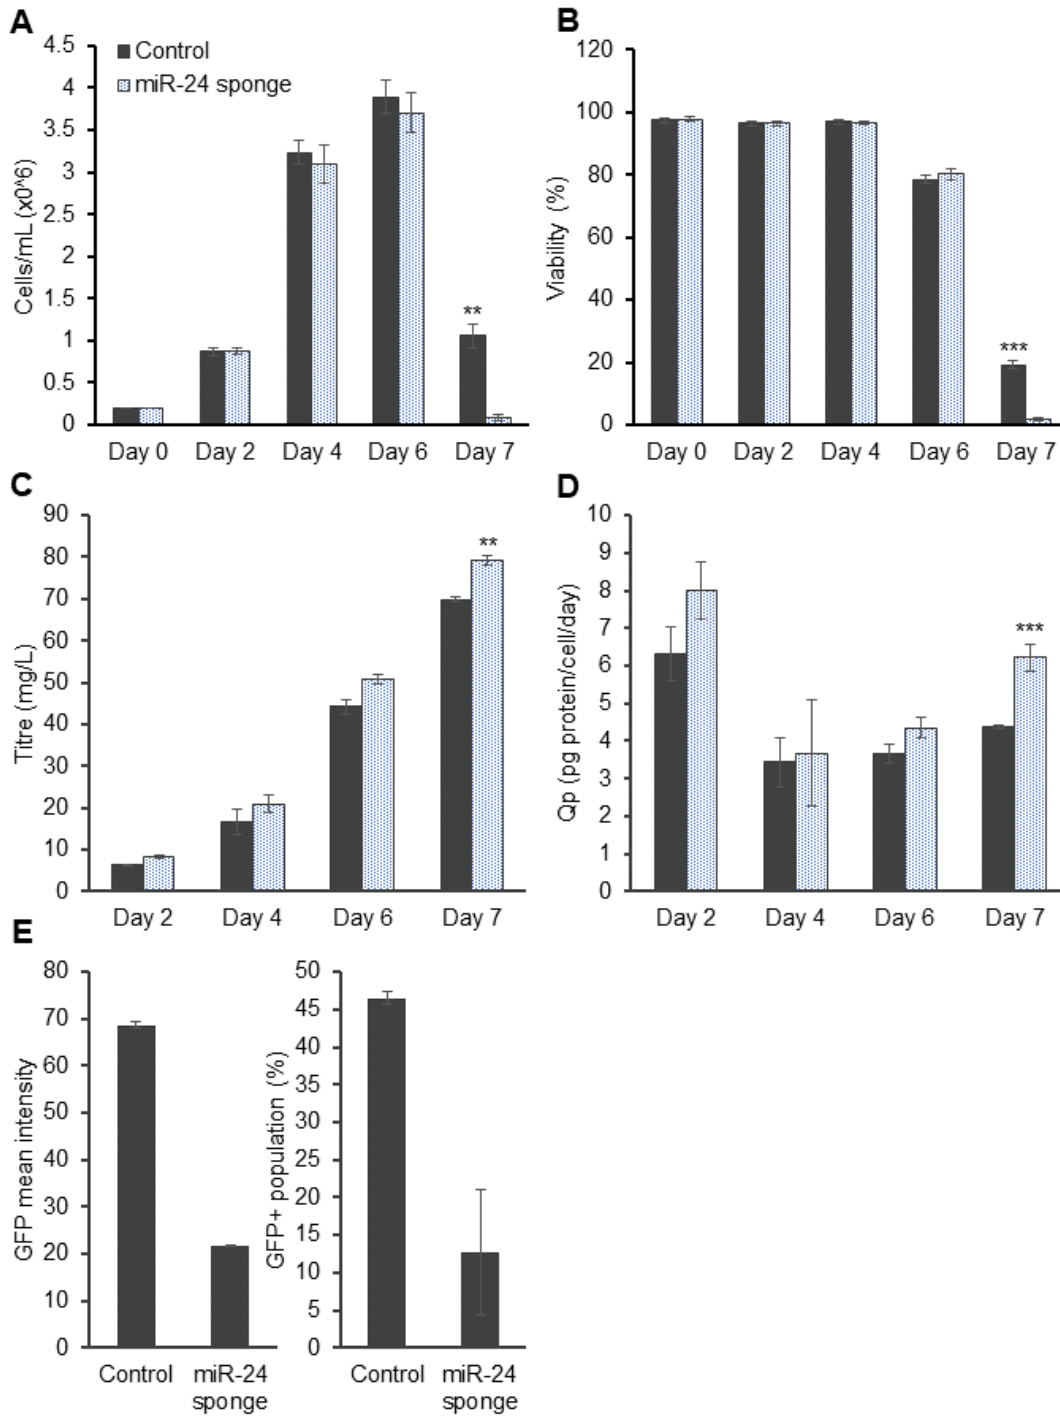 A
Control
miR-24 sponge
4.5
4
3.5
3
2.5
2
1.5
1
0.5
0
Cells/mL (x0^6)
**
Day 0 Day 2 Day 4 Day 6 Day 7
B
120
100
80
60
40
20
0
Viability (%)
***
Day 0 Day 2 Day 4 Day 6 Day 7
C
90
80
70
60
50
40
30
20
10
0
Titre (mg/L)
**
Day 2 Day 4 Day 6 Day 7
D
10
9
8
7
6
5
4
3
2
1
0
Qp (pg protein/cell/day)
***
Day 2 Day 4 Day 6 Day 7
E
80
70
60
50
40
30
20
10
0
GFP mean intensity
Control miR-24
sponge
50
45
40
35
30
25
20
15
10
5
0
GFP+ population (%)
Control miR-24
sponge